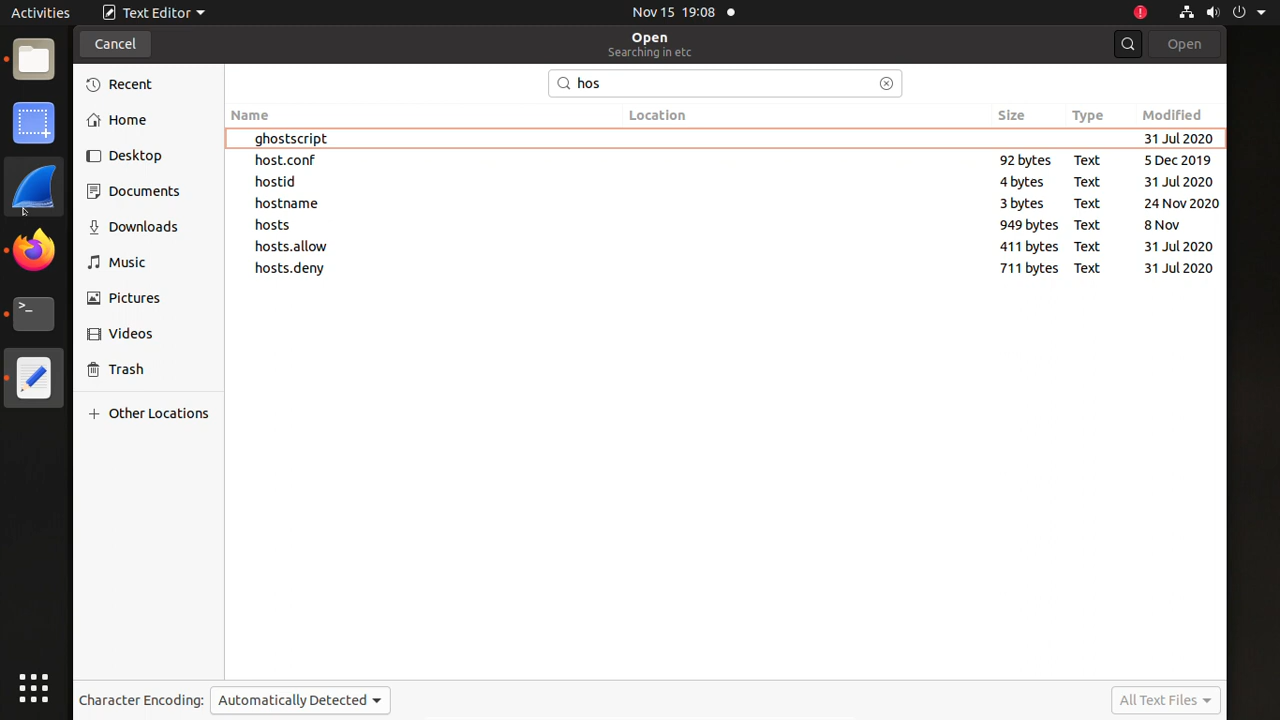 Activities Text Editor Nov 15 19:08
Cancel Open Open
Searching in etc
Recent
Home
Desktop
Documents
Downloads
Music
Pictures
Videos
Trash
Other Locations
hos
Name Location Size Type Modified
ghostscript 31 Jul 2020
host.conf 92 bytes Text 5 Dec 2019
hostid 4 bytes Text 31 Jul 2020
hostname 3 bytes Text 24 Nov 2020
hosts 949 bytes Text 8 Nov
hosts.allow 411 bytes Text 31 Jul 2020
hosts.deny 711 bytes Text 31 Jul 2020
Character Encoding: Automatically Detected All Text Files